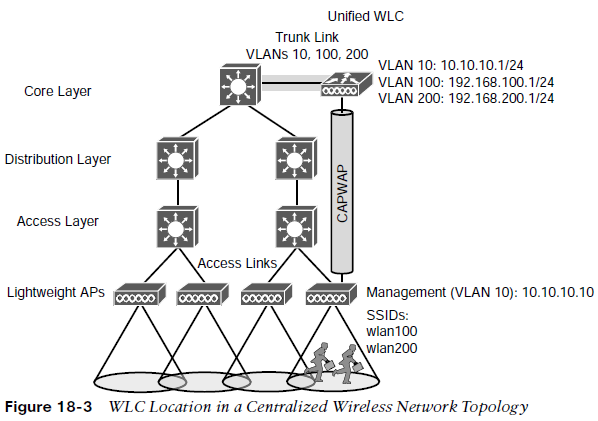 Unified WLC
Trunk Link
VLANs 10, 100, 200
VLAN 10: 10.10.10.1/24
VLAN 100: 192.168.100.1/24
VLAN 200: 192.168.200.1/24
Core Layer
Distribution Layer
CAPWAP
Access Layer
Access Links
Lightweight APs
Management (VLAN 10): 10.10.10.10
SSIDs:
wlan100
wlan200
Figure 18-3 WLC Location in a Centralized Wireless Network Topology